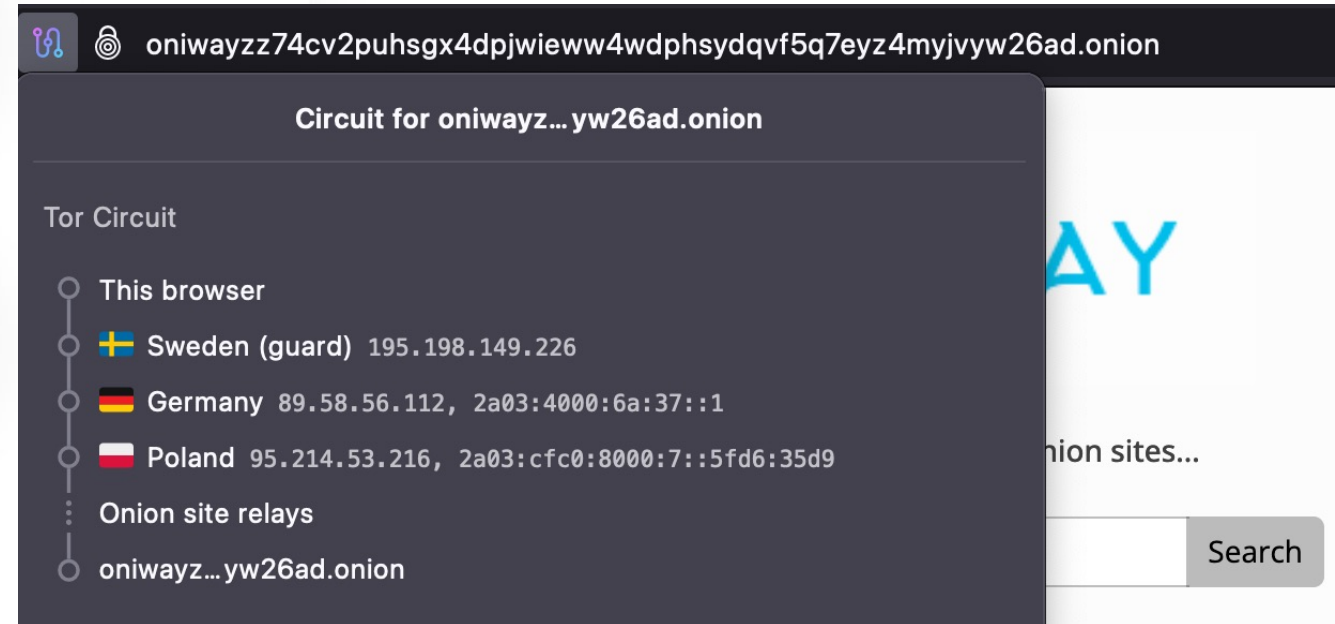 oniwayzz74cv2puhsgx4dpjwieww4wdphsydqvf5q7eyz4myjvyw26ad.onion
Circuit for oniwayz…yw26ad.onion
Tor Circuit
This browser
Sweden (guard) 195.198.149.226
Germany 89.58.56.112, 2a03:4000:6a:37::1
Poland 95.214.53.216, 2a03:cfc0:8000:7::5fd6:35d9
Onion site relays
oniwayz…yw26ad.onion
AY
nion sites...
Search